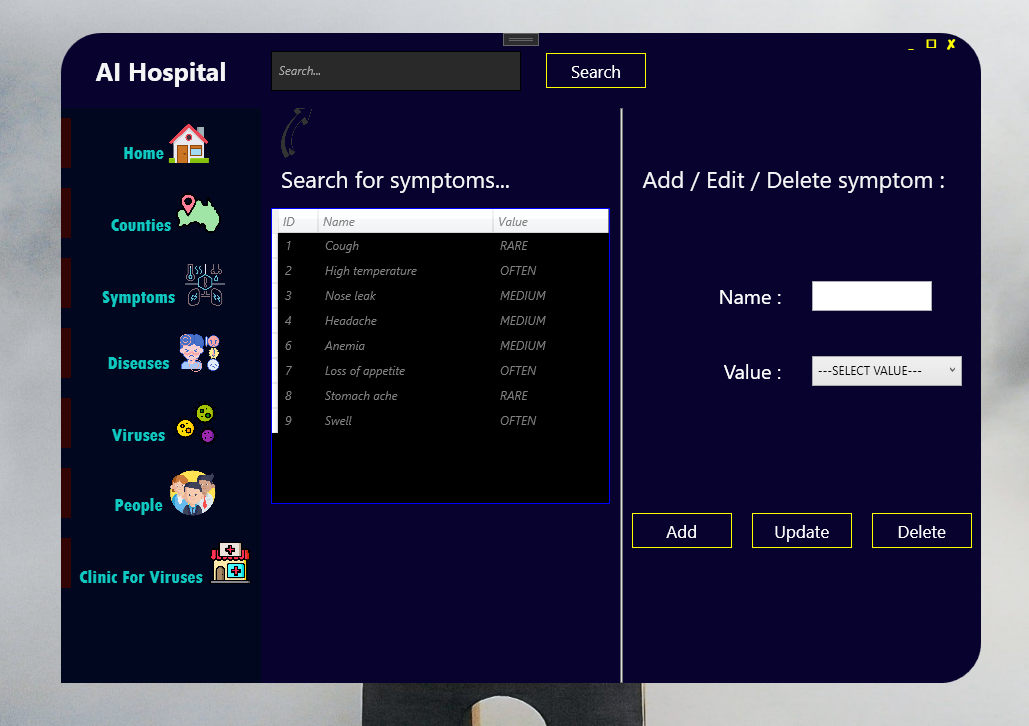 AI Hospital
Search...
Search
Home
Counties
Symptoms
Diseases
Viruses
People
Clinic For Viruses
Search for symptoms...
ID Name Value
1 Cough RARE
2 High temperature OFTEN
3 Nose leak MEDIUM
4 Headache MEDIUM
6 Anemia MEDIUM
7 Loss of appetite OFTEN
8 Stomach ache RARE
9 Swell OFTEN
Add / Edit / Delete symptom :
Name :
Value : ---SELECT VALUE---
Add Update Delete